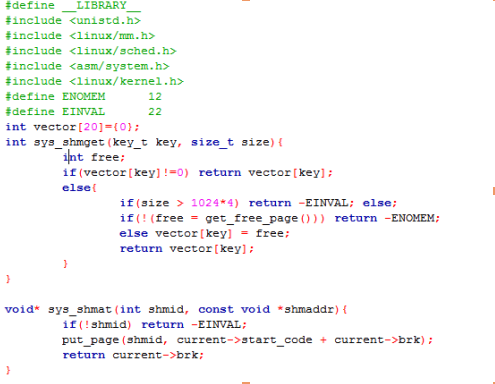 #define __LIBRARY__
#include <unistd.h>
#include <linux/mm.h>
#include <linux/sched.h>
#include <asm/system.h>
#include <linux/kernel.h>
#define ENOMEM 12
#define EINVAL 22
int vector[20]={0};
int sys_shmget(key_t key, size_t size){
int free;
if(vector[key]!=0) return vector[key];
else{
if(size > 1024*4) return -EINVAL; else;
if(!(free = get_free_page())) return -ENOMEM;
else vector[key] = free;
return vector[key];
}
}
void* sys_shmat(int shmid, const void *shmaddr){
if(!shmid) return -EINVAL;
put_page(shmid, current->start_code + current->brk);
return current->brk;
}